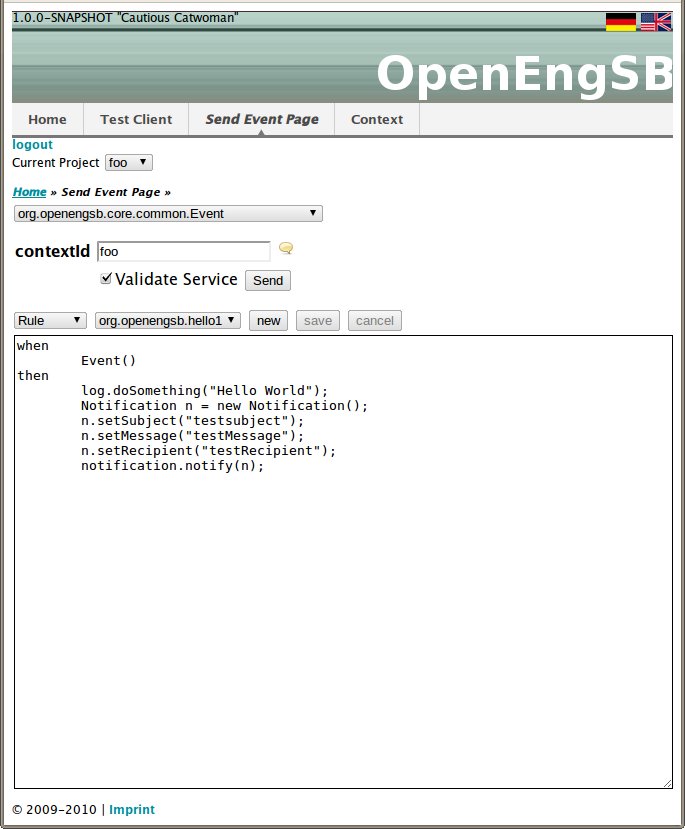 1.0.0-SNAPSHOT "Cautious Catwoman"
OpenEngSB
Home Test Client Send Event Page Context
logout
Current Project foo
Home » Send Event Page »
org.openengsb.core.common.Event
contextId foo
Validate Service Send
Rule org.openengsb.hello1 new save cancel
when
Event()
then
log.doSomething("Hello World");
Notification n = new Notification();
n.setSubject("testsubject");
n.setMessage("testMessage");
n.setRecipient("testRecipient");
notification.notify(n);
© 2009-2010 | Imprint